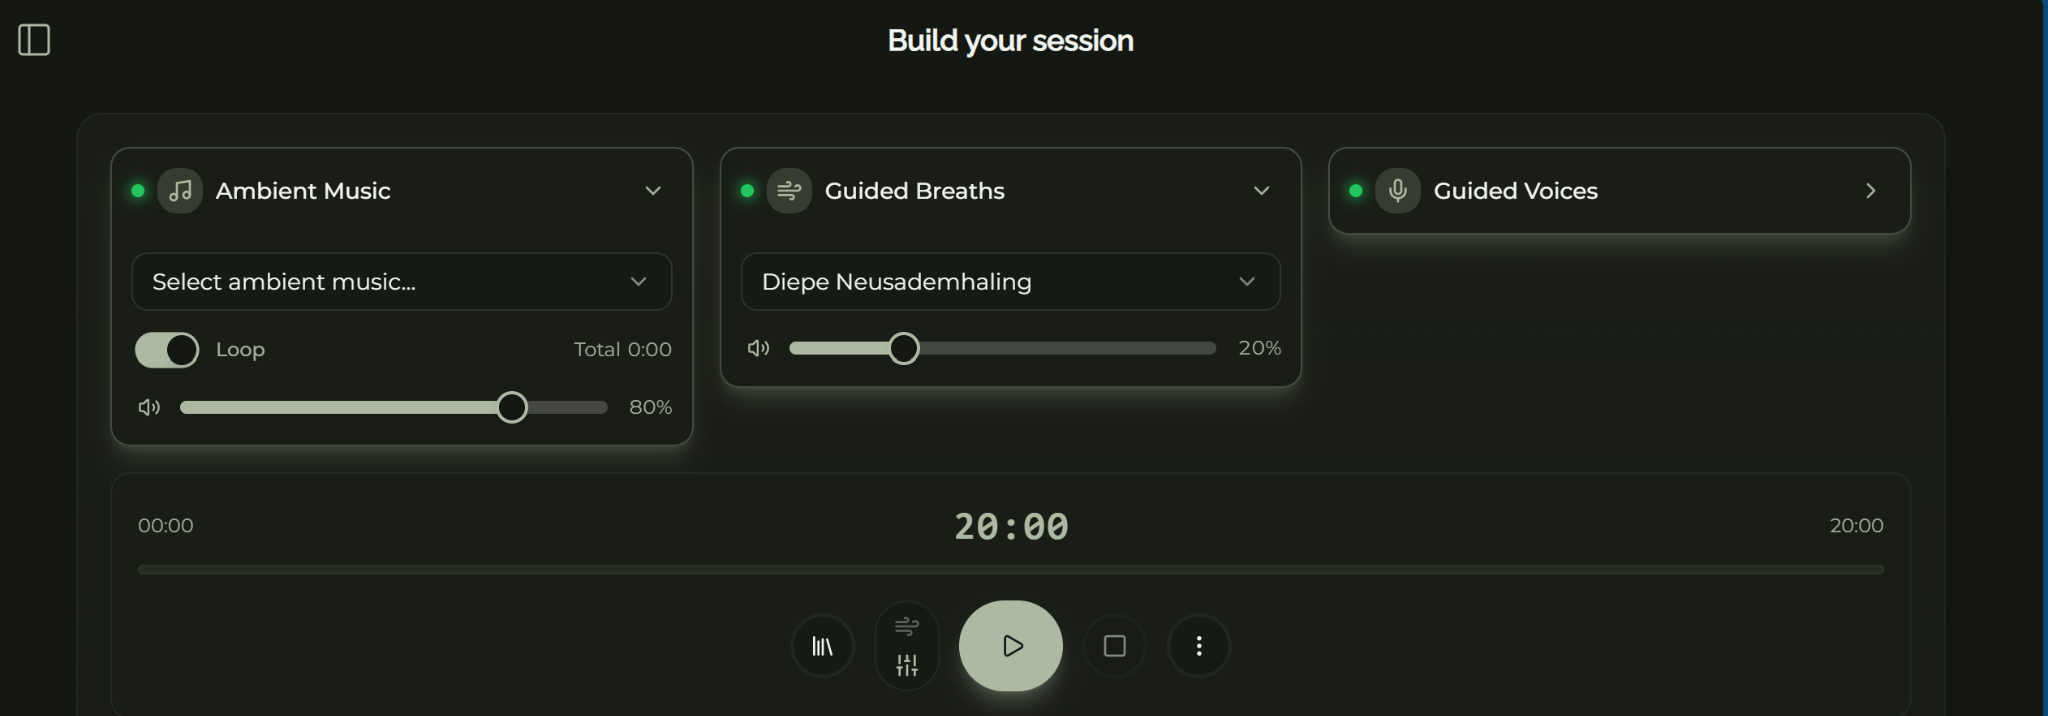 Build your session
Ambient Music
Select ambient music...
Loop
Total 0:00
80%
Guided Breaths
Diepe Neusademhaling
20%
Guided Voices
00:00
20:00
20:00